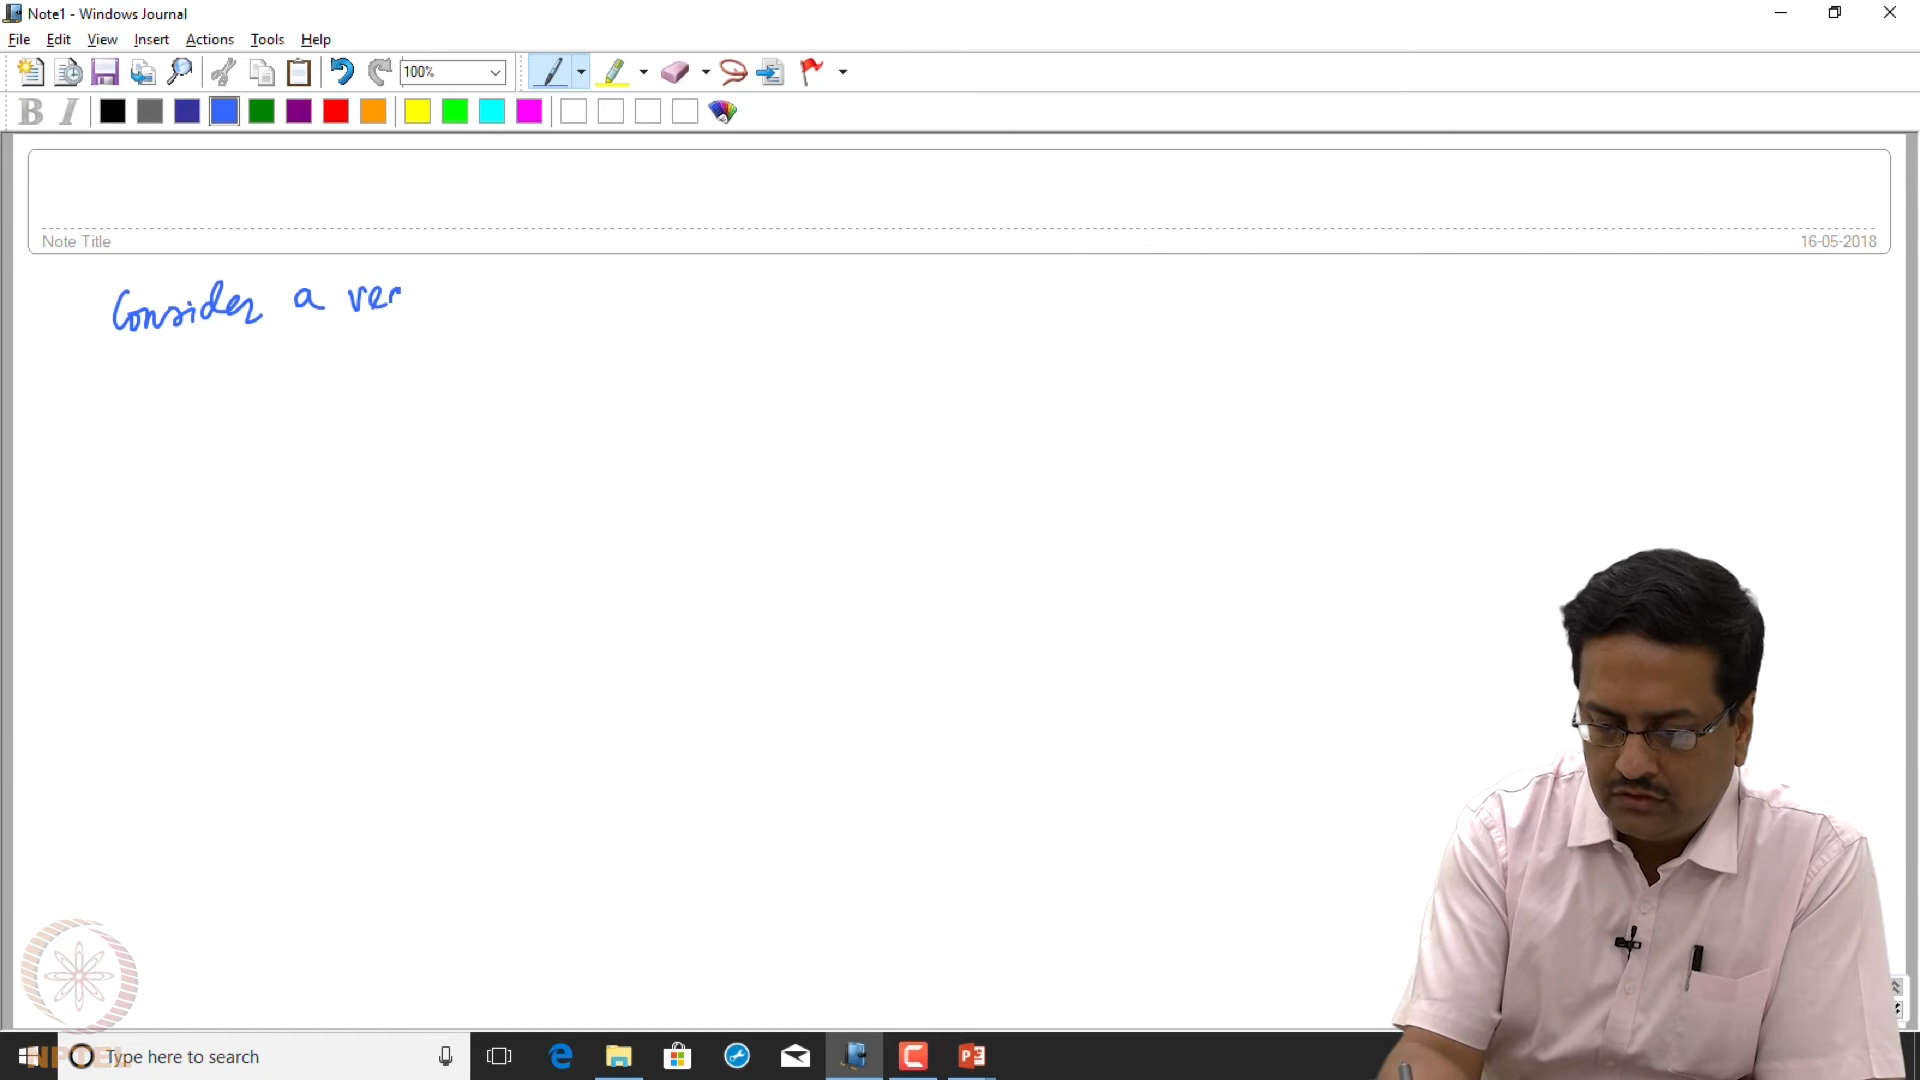 Note1 - Windows Journal
File Edit View Insert Actions Tools Help
100%
B I
Note Title
16-05-2018
Consider a ver
NPTEL
Type here to search